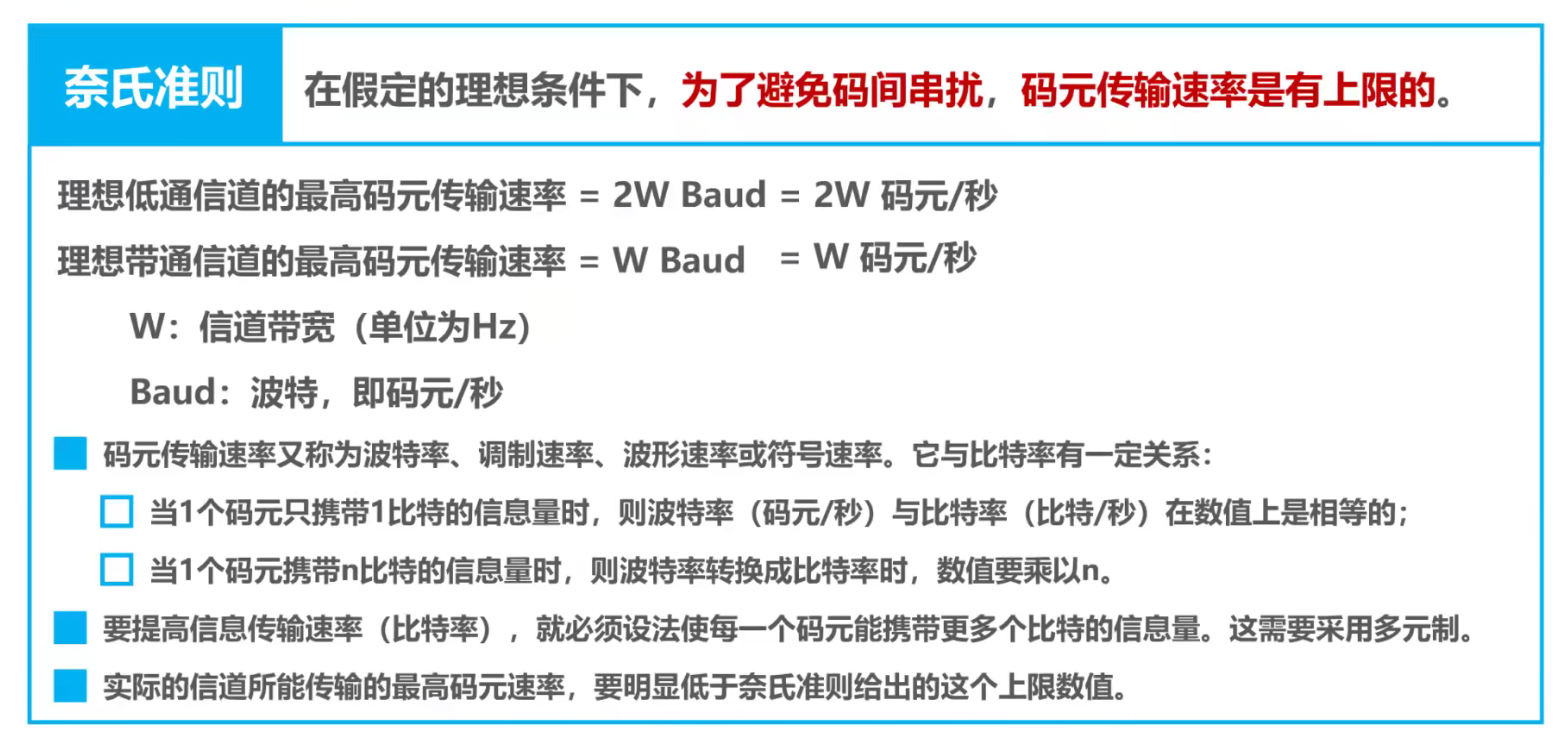 奈氏准则
在假定的理想条件下，为了避免码间串扰，码元传输速率是有上限的。
理想低通信道的最高码元传输速率 = 2W Baud = 2W 码元/秒
理想带通信道的最高码元传输速率 = W Baud = W 码元/秒
W：信道带宽（单位为Hz）
Baud：波特，即码元/秒
码元传输速率又称为波特率、调制速率、波形速率或符号速率。它与比特率有一定关系：
当1个码元只携带1比特的信息量时，则波特率（码元/秒）与比特率（比特/秒）在数值上是相等的；
当1个码元携带n比特的信息量时，则波特率转换成比特率时，数值要乘以n。
要提高信息传输速率（比特率），就必须设法使每一个码元能携带更多个比特的信息量。这需要采用多元制。
实际的信道所能传输的最高码元速率，要明显低于奈氏准则给出的这个上限数值。